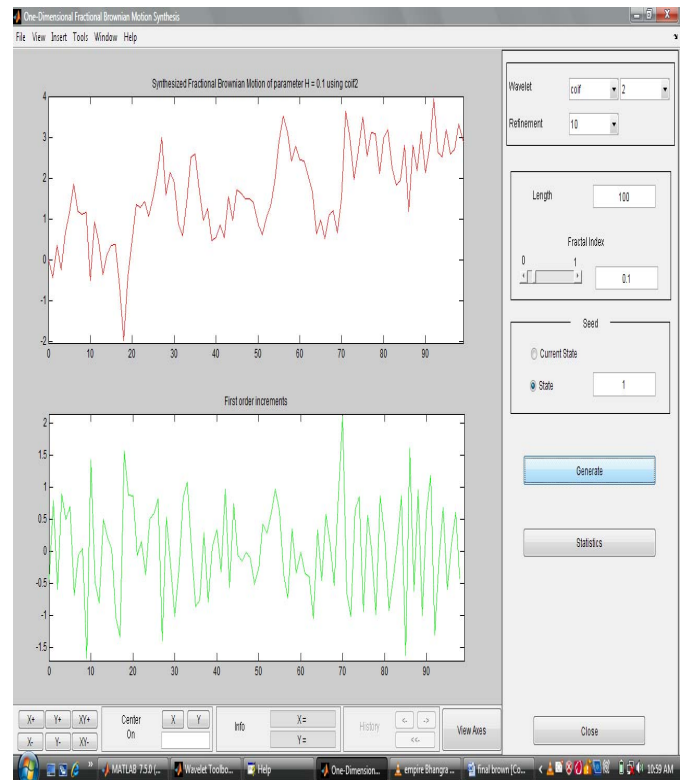 One-Dimensional Fractional Brownian Motion Synthesis
File View Insert Tools Window Help
Synthesized Fractional Brownian Motion of parameter H = 0.1 using coif2
4
3
2
1
0
-1
-2
0 10 20 30 40 50 60 70 80 90
First order increments
2
1.5
1
0.5
0
-0.5
-1
-1.5
0 10 20 30 40 50 60 70 80 90
Wavelet coif 2
Refinement 10
Length 100
Fractal Index
0 1
0.1
Seed
Current State
State 1
Generate
Statistics
Close
X+ Y+ XY+
X- Y- XY-
Center
On
X Y
Info
X =
Y =
History
<- ->
<<-
View Axes
MATLAB 7.5.0 (...
Wavelet Toolbo...
Help
One-Dimension...
empire Bhangra ...
final brown [Co...
10:59 AM